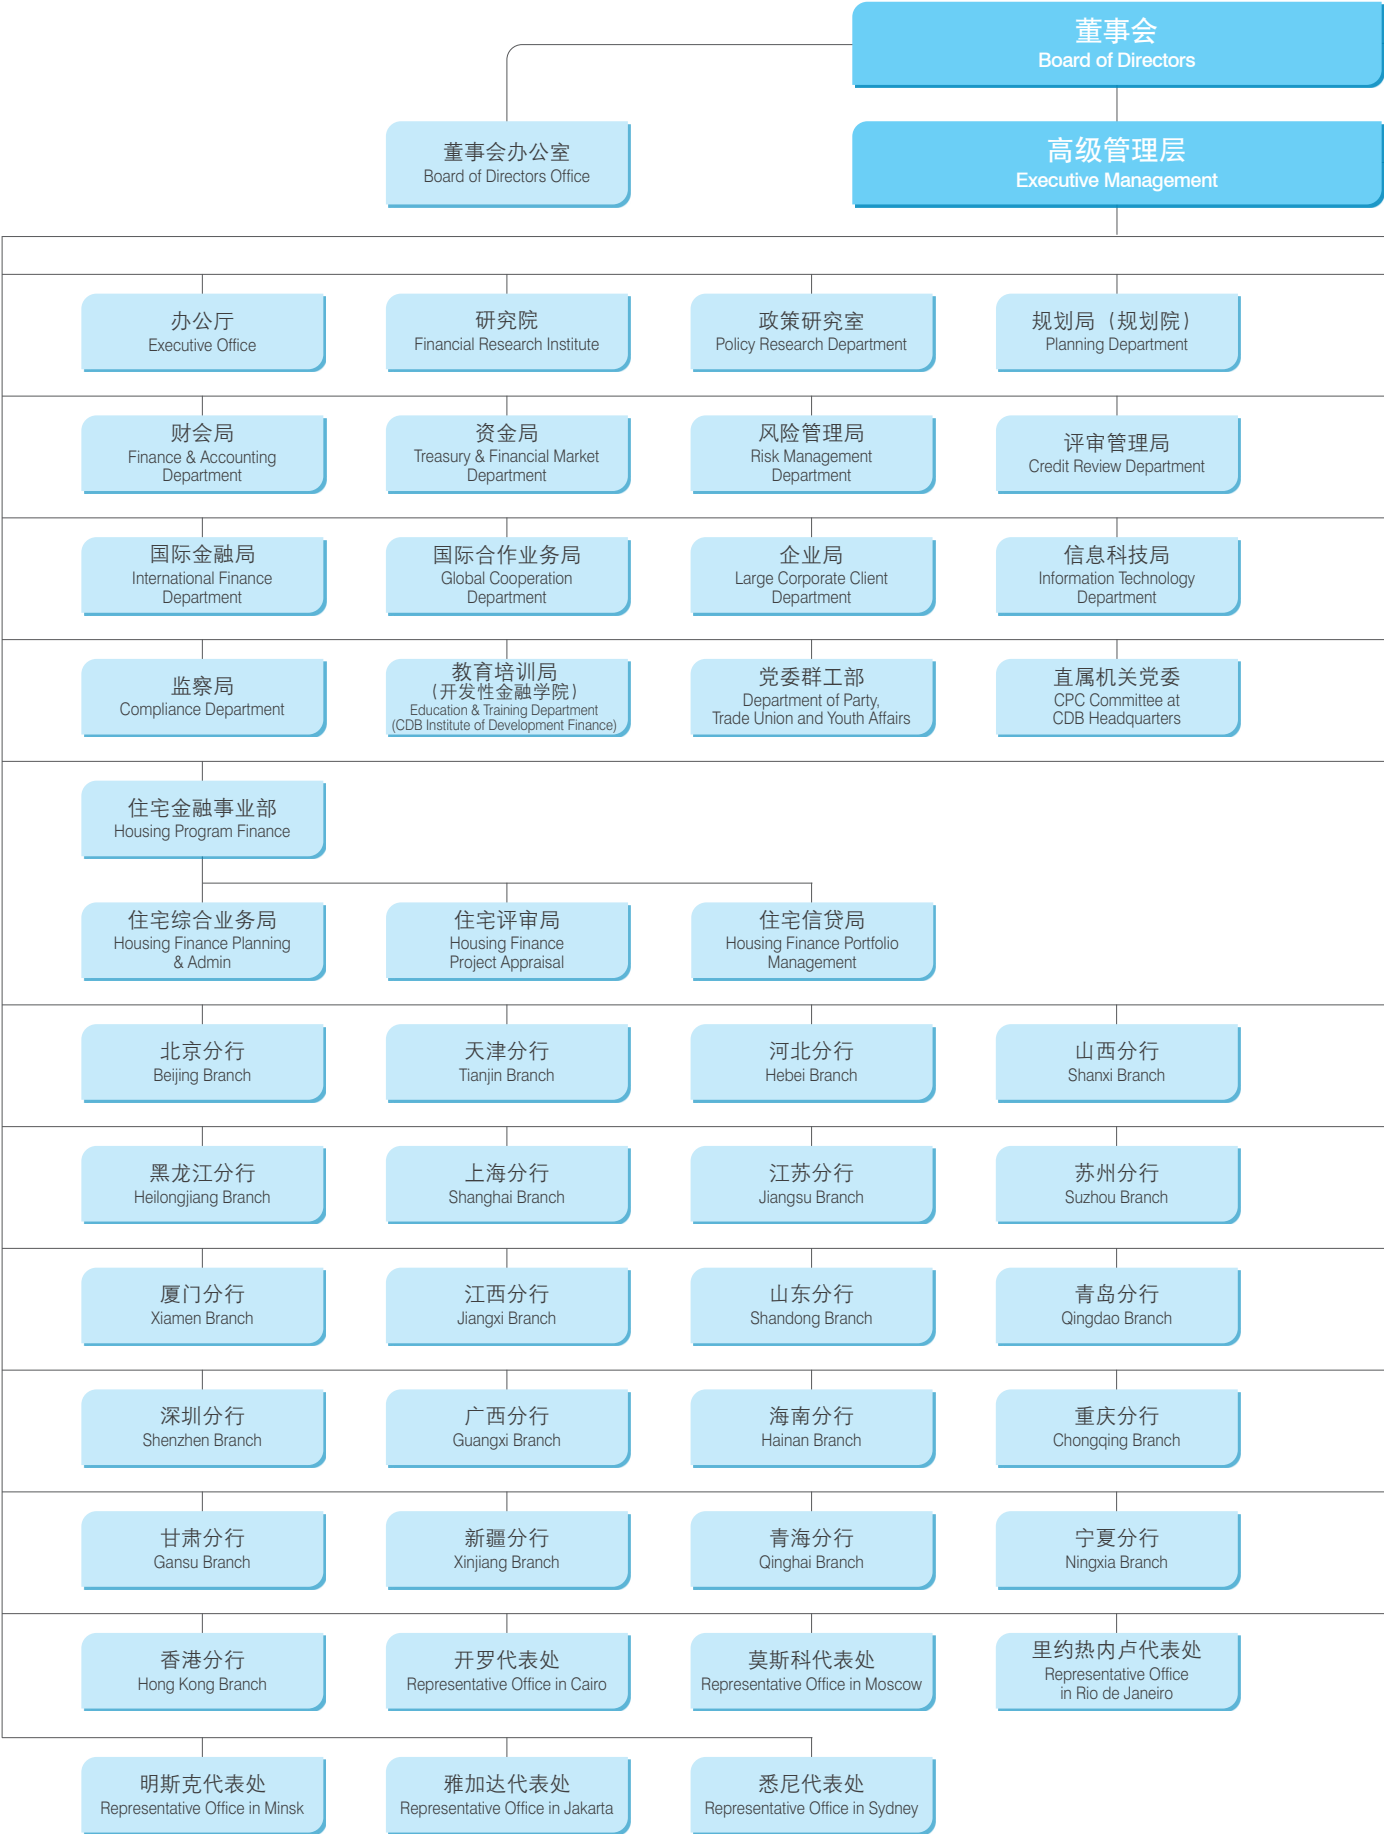 董事会
Board of Directors
董事会办公室
Board of Directors Office
高级管理层
Executive Management
办公厅
Executive Office
研究院
Financial Research Institute
政策研究室
Policy Research Department
规划局（规划院）
Planning Department
财会局
Finance & Accounting
Department
资金局
Treasury & Financial Market
Department
风险管理局
Risk Management
Department
评审管理局
Credit Review Department
国际金融局
International Finance
Department
国际合作业务局
Global Cooperation
Department
企业局
Large Corporate Client
Department
信息科技局
Information Technology
Department
监察局
Compliance Department
教育培训局
（开发性金融学院）
Education & Training Department
(CDB Institute of Development Finance)
党委群工部
Department of Party,
Trade Union and Youth Affairs
直属机关党委
CPC Committee at
CDB Headquarters
住宅金融事业部
Housing Program Finance
住宅综合业务局
Housing Finance Planning
& Admin
住宅评审局
Housing Finance
Project Appraisal
住宅信贷局
Housing Finance Portfolio
Management
北京分行
Beijing Branch
天津分行
Tianjin Branch
河北分行
Hebei Branch
山西分行
Shanxi Branch
黑龙江分行
Heilongjiang Branch
上海分行
Shanghai Branch
江苏分行
Jiangsu Branch
苏州分行
Suzhou Branch
厦门分行
Xiamen Branch
江西分行
Jiangxi Branch
山东分行
Shandong Branch
青岛分行
Qingdao Branch
深圳分行
Shenzhen Branch
广西分行
Guangxi Branch
海南分行
Hainan Branch
重庆分行
Chongqing Branch
甘肃分行
Gansu Branch
新疆分行
Xinjiang Branch
青海分行
Qinghai Branch
宁夏分行
Ningxia Branch
香港分行
Hong Kong Branch
开罗代表处
Representative Office in Cairo
莫斯科代表处
Representative Office in Moscow
里约热内卢代表处
Representative Office
in Rio de Janeiro
明斯克代表处
Representative Office in Minsk
雅加达代表处
Representative Office in Jakarta
悉尼代表处
Representative Office in Sydney